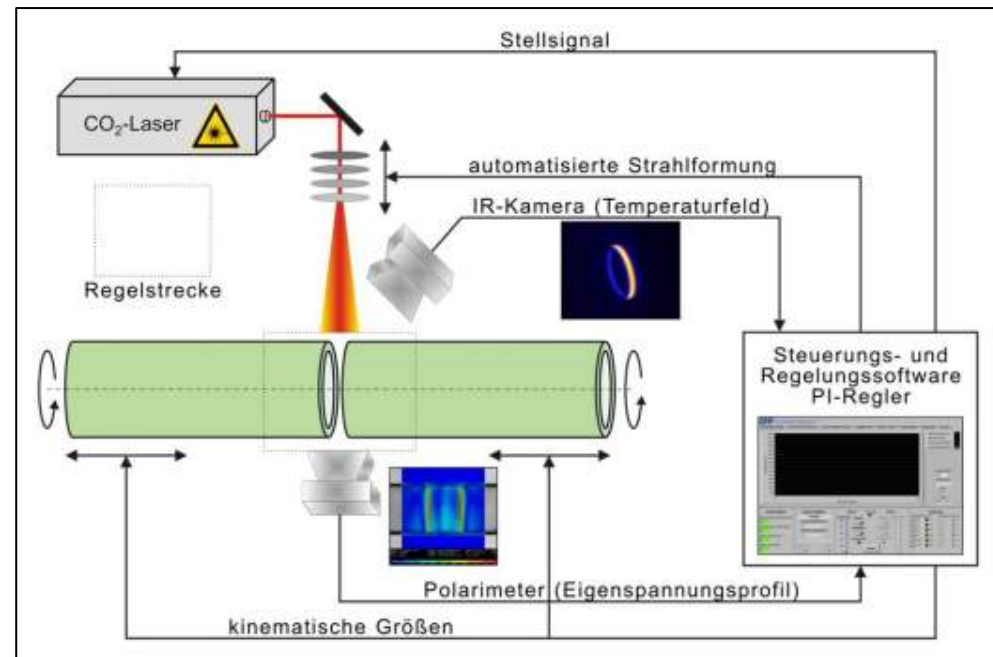 Stellsignal
CO₂-Laser
automatisierte Strahlformung
IR-Kamera (Temperaturfeld)
Regelstrecke
Steuerungs- und
Regelungssoftware
PI-Regler
Polarimeter (Eigenspannungsprofil)
kinematische Größen